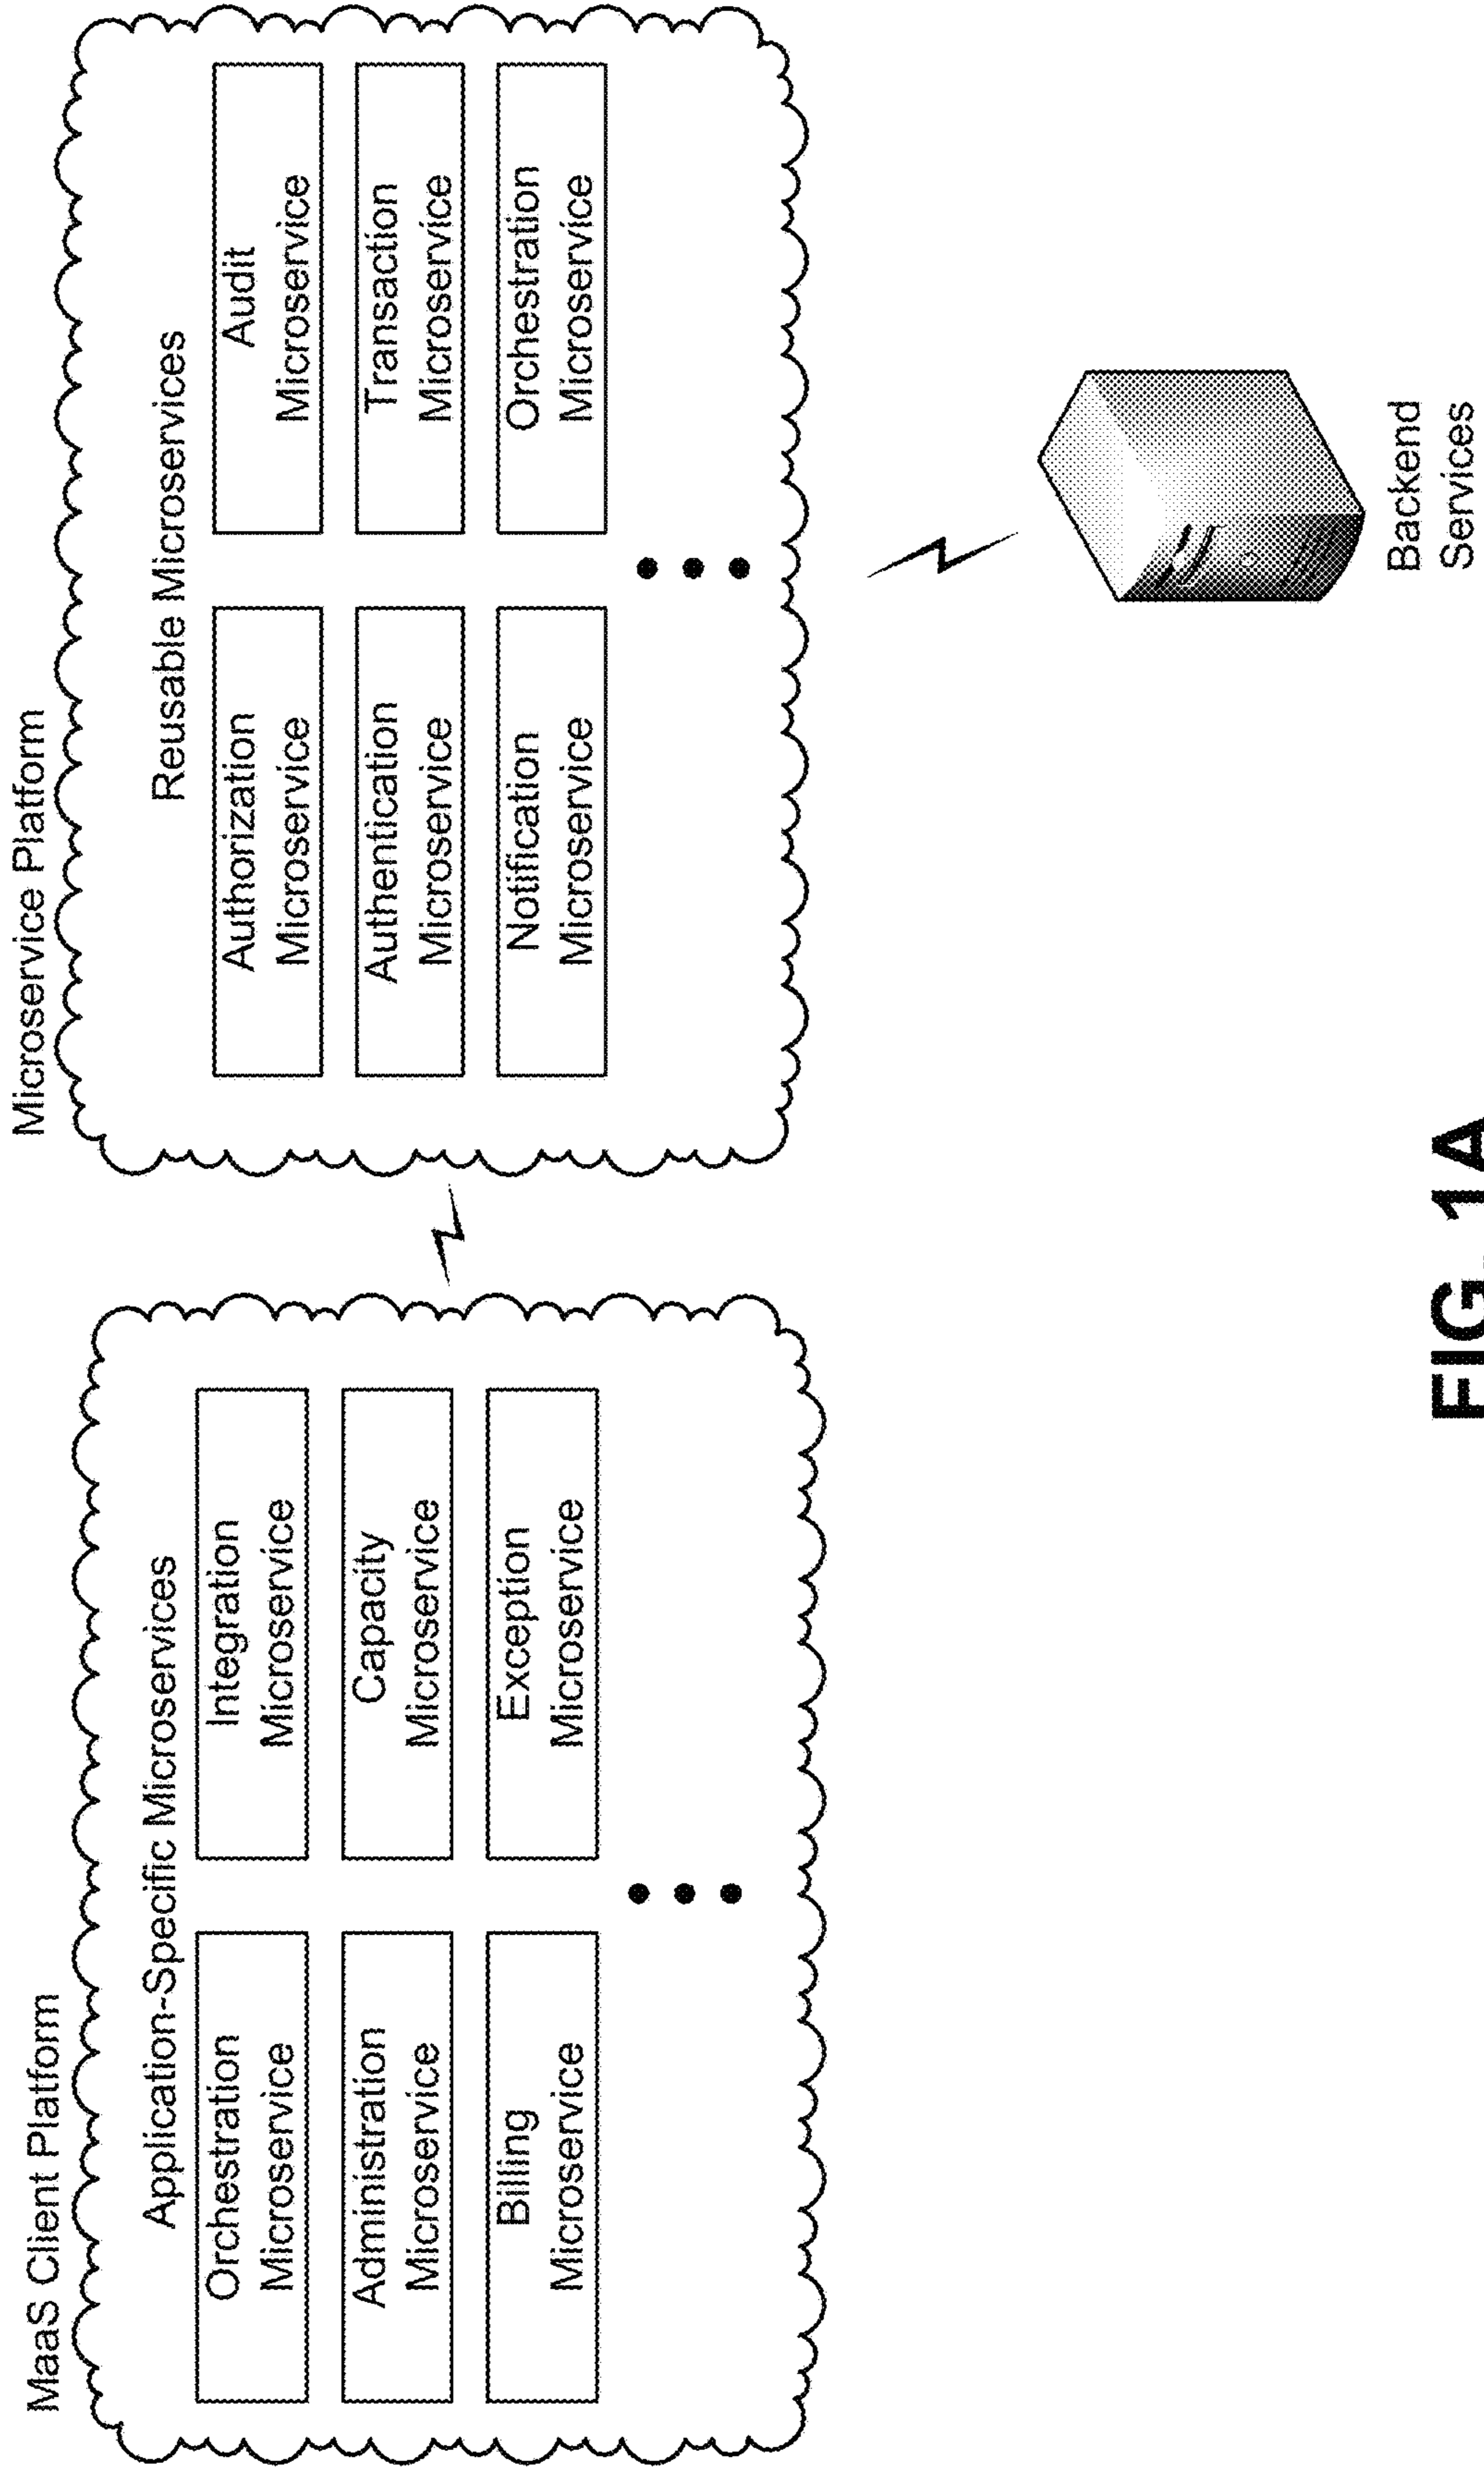 MaaS Client Platform
Application-Specific Microservices
Orchestration
Microservice
Integration
Microservice
Administration
Microservice
Capacity
Microservice
Billing
Microservice
Exception
Microservice
Microservice Platform
Reusable Microservices
Authorization
Microservice
Audit
Microservice
Authentication
Microservice
Transaction
Microservice
Notification
Microservice
Orchestration
Microservice
Backend
Services
FIG. 1A